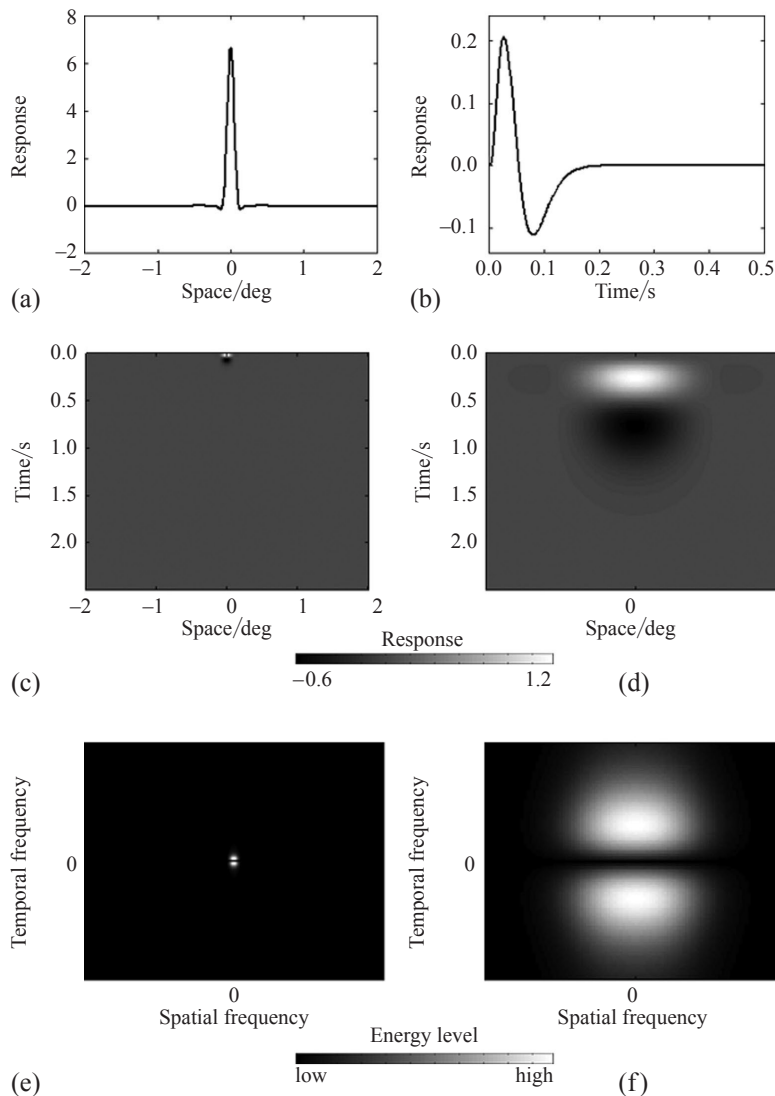 8
6
4
2
0
−2
Response
−2 −1 0 1 2
Space/deg
(a)
0.2
0.1
0.0
−0.1
Response
0.0 0.1 0.2 0.3 0.4 0.5
Time/s
(b)
0.0
0.5
1.0
1.5
2.0
Time/s
−2 −1 0 1 2
Space/deg
(c)
0.0
0.5
1.0
1.5
2.0
Time/s
0
Space/deg
(d)
Response
−0.6 1.2
Temporal frequency
0
0
Spatial frequency
(e)
Temporal frequency
0
0
Spatial frequency
(f)
Energy level
low high